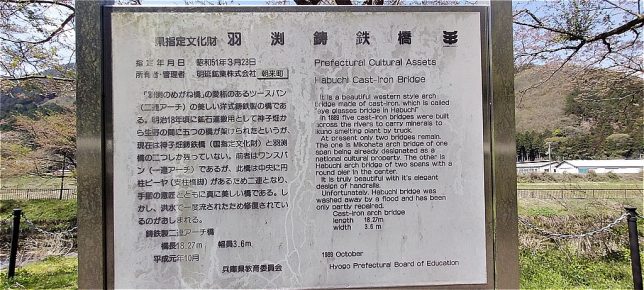 県指定文化財 羽渕鋳鉄橋
指定年月日 昭和51年3月23日
所有者・管理者 明延鉱業株式会社 朝来町
「羽渕のめがね橋」の愛称のあるツースパン
(二連アーチ)の美しい洋式鋳鉄製の橋であ
る。明治18年頃に鉱石運搬用として神子畑
から生野の間に五つの橋が架けられたというが、
現在は神子畑鋳鉄橋(国指定文化財)と羽渕
橋の二つしか残っていない。前者はワンスパ
ン(一連アーチ)であるが、此橋は中央に円
柱ピーヤ(支柱橋脚)があるため二連となり、
手摺の意匠とともに真に美しい橋である。し
かし、洪水で一部流されたため修復されてい
るのがおしまれる。
鋳鉄製二連アーチ橋
橋長18.27m 幅員3.6m
平成元年10月
兵庫県教育委員会
Prefectural Cultural Assets
Habuchi Cast-Iron Bridge
It is a beautiful western style arch
bridge made of cast-iron, which is called
"eye glasses bridge in Habuchi"
In 1885 five cast-iron bridges were built
across the rivers to carry minerals to
Ikuno smelting plant by truck.
At present only two bridges remain.
The one is Mikohata arch bridge of one
span being already designated as a
national cultural property. The other is
Habuchi arch bridge of two spans with a
round pier in the center.
It is truly beautiful with it's elegant
design of handrails.
Unfortunately, Habuchi bridge was
washed away by a flood and has been
only partly repaired.
Cast-iron arch bridge
length 18.27m
width 3.6 m
1989 October
Hyogo Prefectural Board of Education